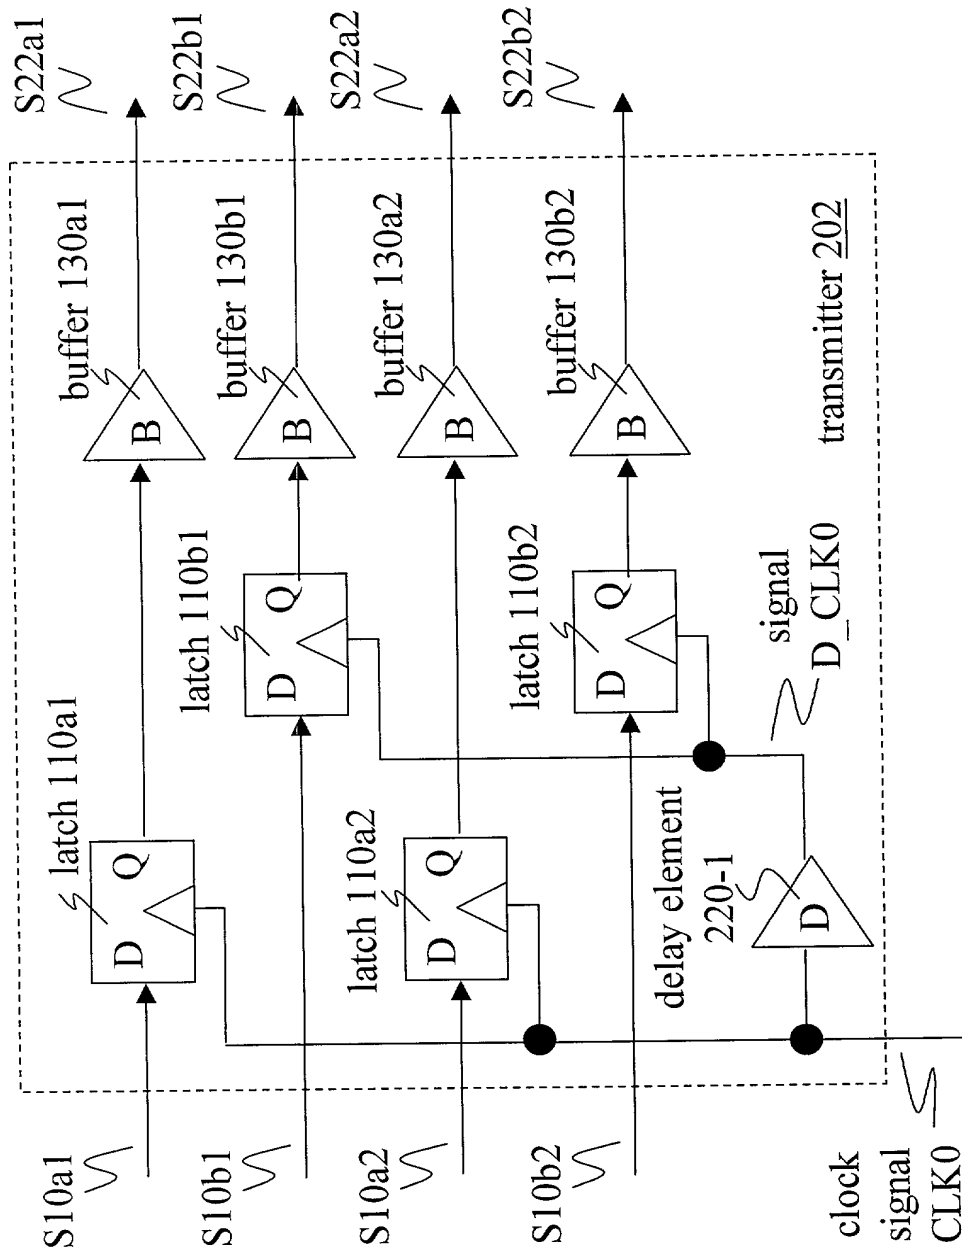 S10a1
S10b1
S10a2
S10b2
clock
signal
CLK0
latch 110a1
D
Q
latch 110b1
D
Q
latch 110a2
D
Q
latch 110b2
D
Q
delay element
220-1
D
signal
D_CLK0
buffer 130a1
B
buffer 130b1
B
buffer 130a2
B
buffer 130b2
B
transmitter 202
S22a1
S22b1
S22a2
S22b2